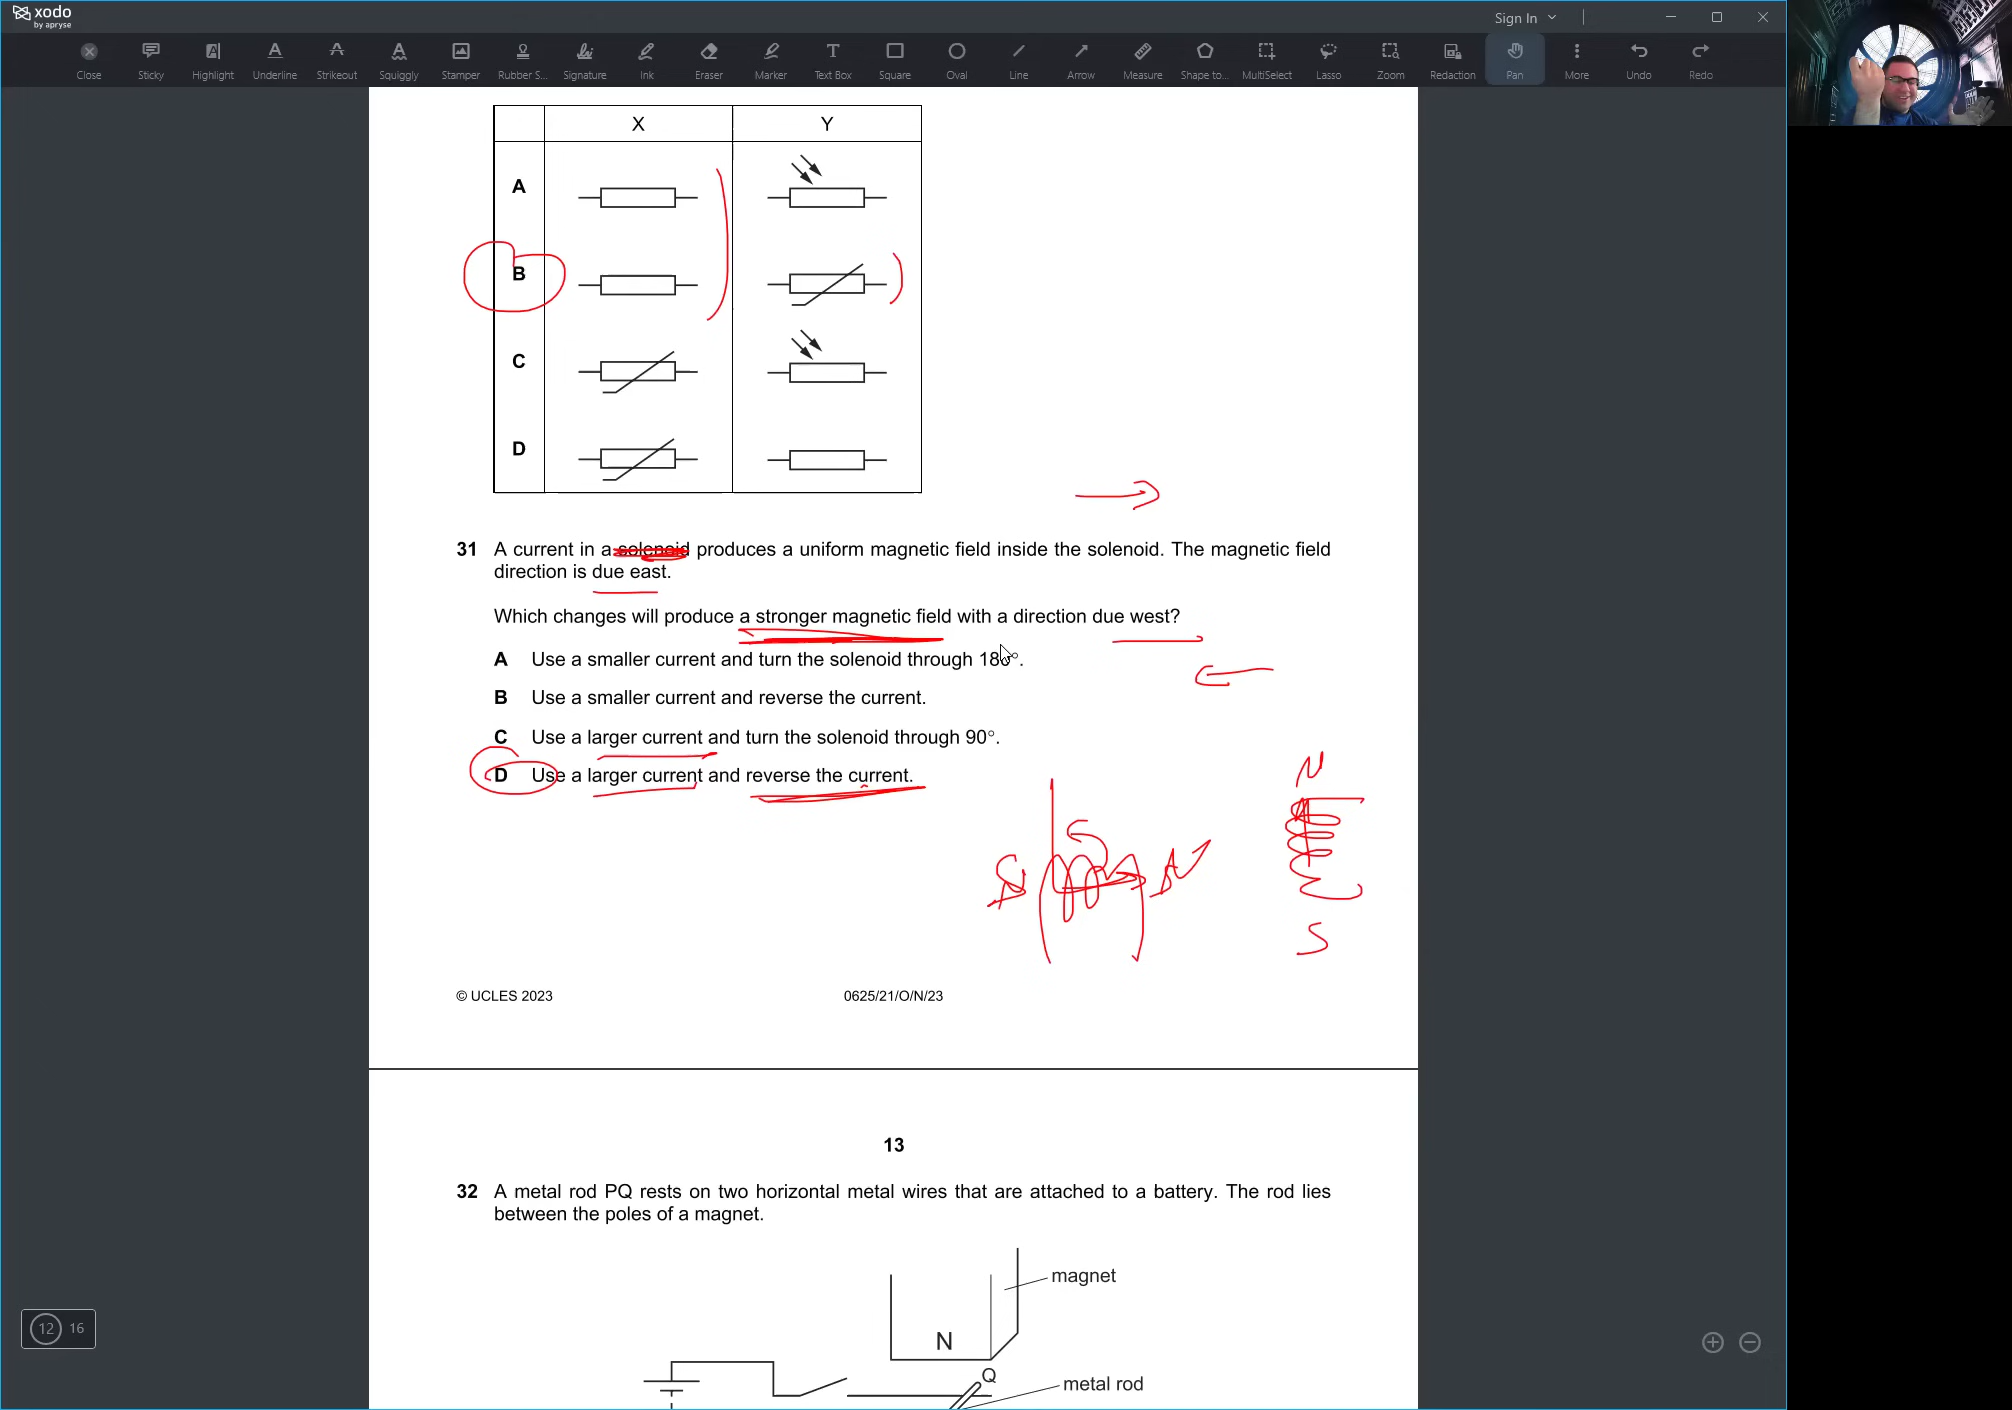 xodo
by apryse
Sign In
Close Sticky Highlight Underline Strikeout Squiggly Stamper Rubber S... Signature Ink Eraser Marker Text Box Square Oval Line Arrow Measure Shape to... MultiSelect Lasso Zoom Redaction Pan More Undo Redo
X Y
A
B
C
D
31 A current in a solenoid produces a uniform magnetic field inside the solenoid. The magnetic field
direction is due east.
Which changes will produce a stronger magnetic field with a direction due west?
A Use a smaller current and turn the solenoid through 180°.
B Use a smaller current and reverse the current.
C Use a larger current and turn the solenoid through 90°.
D Use a larger current and reverse the current.
N
S
© UCLES 2023 0625/21/O/N/23
13
32 A metal rod PQ rests on two horizontal metal wires that are attached to a battery. The rod lies
between the poles of a magnet.
magnet
N
Q
metal rod
12 16